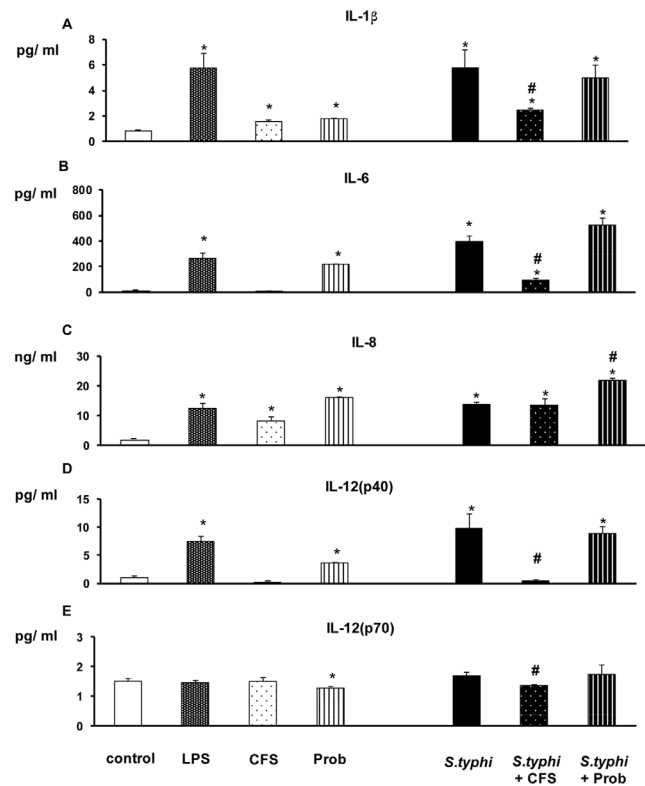 A
IL-1β
pg/ ml
8
6
4
2
0
*
*
*
*
#
*
*
B
IL-6
pg/ ml
800
600
400
200
0
*
*
*
#
*
*
C
IL-8
ng/ ml
30
20
10
0
*
*
*
*
*
#
*
D
IL-12(p40)
pg/ ml
15
10
5
0
*
*
*
#
*
E
IL-12(p70)
pg/ ml
3
2
1
0
*
#
control LPS CFS Prob S.typhi S.typhi S.typhi
+ CFS + Prob